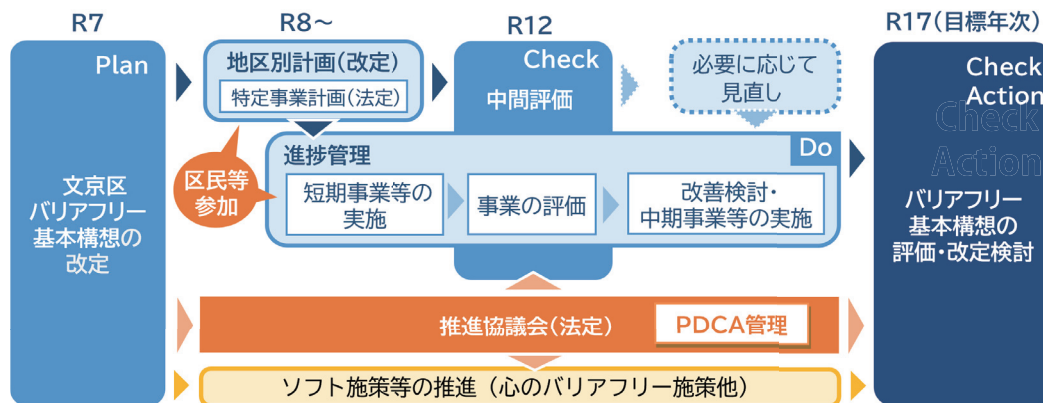 R7
R8～
R12
R17(目標年次)
Plan
文京区
バリアフリー
基本構想の
改定
地区別計画(改定)
特定事業計画(法定)
Check
中間評価
必要に応じて
見直し
区民等
参加
進捗管理
Do
短期事業等の
実施
事業の評価
改善検討・
中期事業等の実施
Check
Action
Check
Action
バリアフリー
基本構想の
評価・改定検討
推進協議会(法定)
PDCA管理
ソフト施策等の推進（心のバリアフリー施策他）